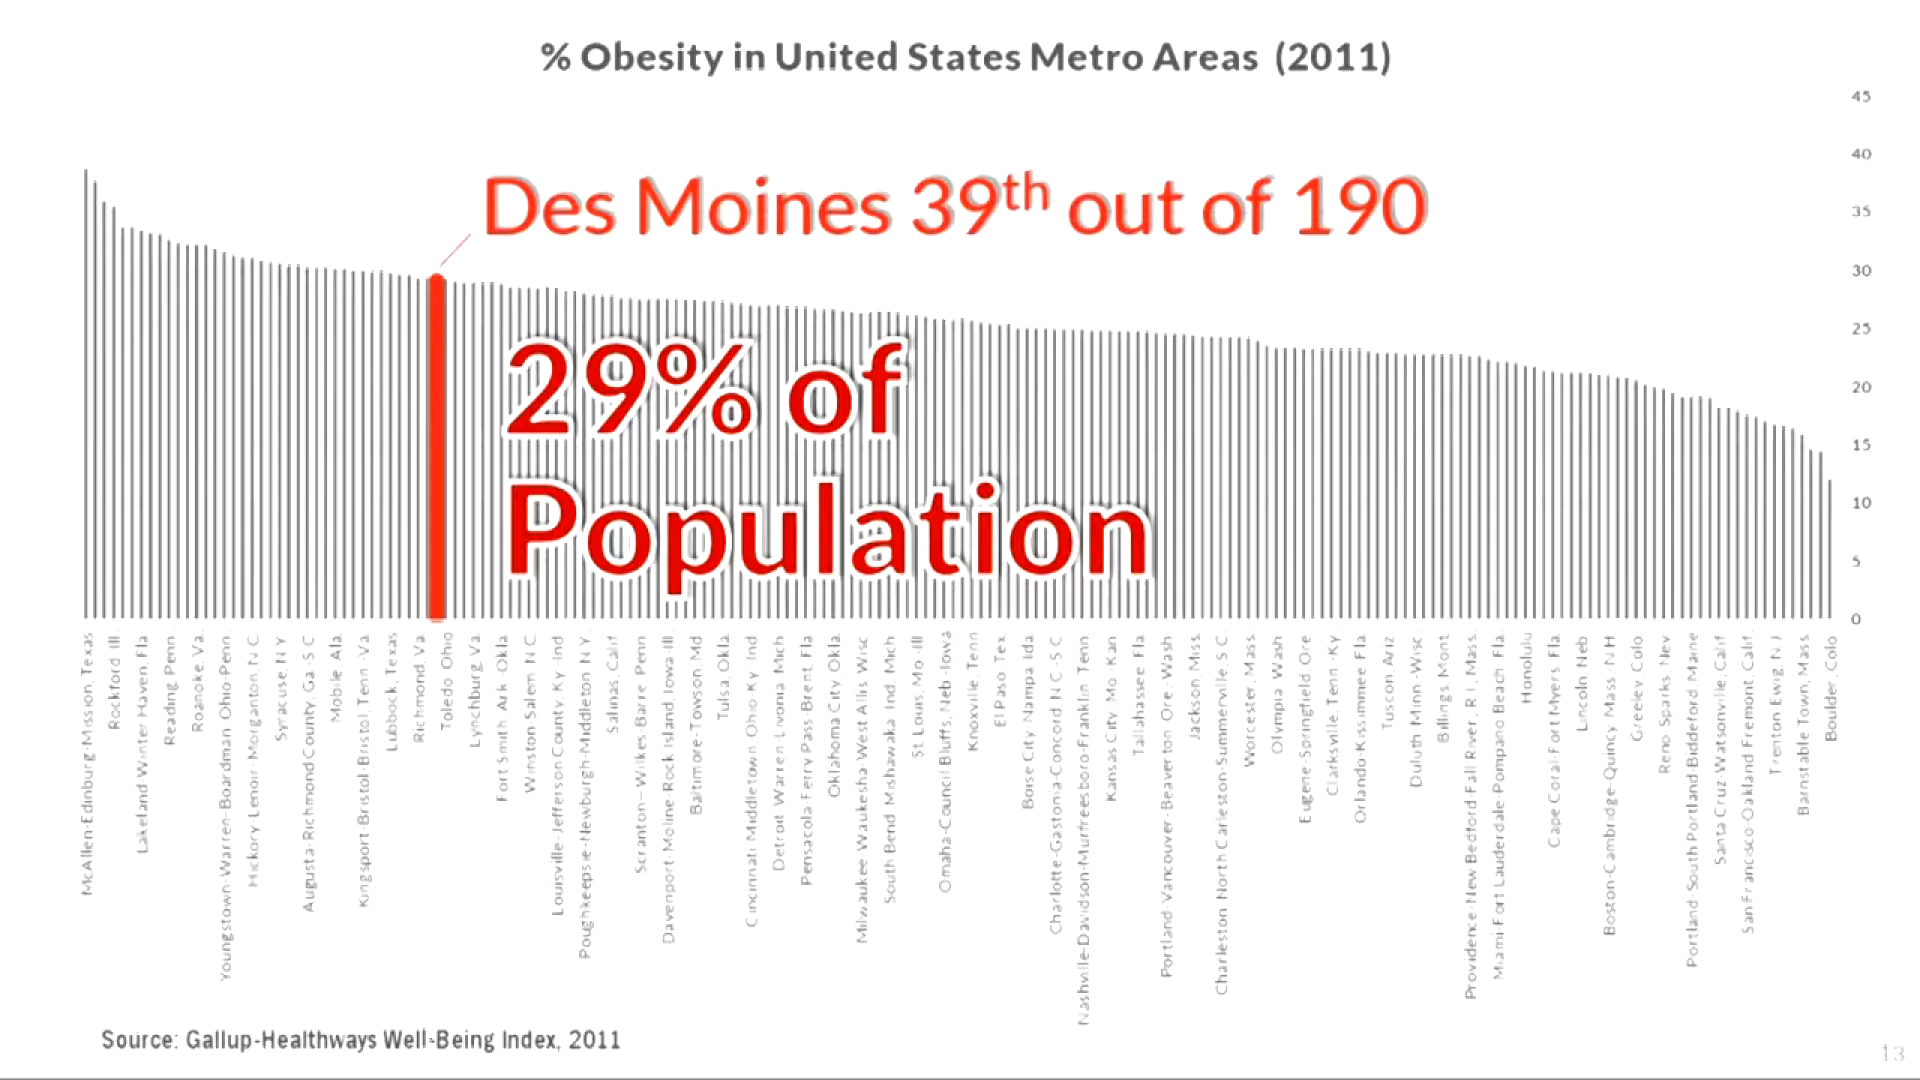 % Obesity in United States Metro Areas (2011)
45
40
35
30
25
20
15
10
5
0
Des Moines 39th out of 190
29% of
Population
McAllen-Edinburg-Mission, Texas
Rockford Ill
Lakeland Winter Haven, Fla
Reading, Penn
Roanoke, Va.
Youngstown-Warren-Boardman Ohio-Penn.
Hickory Lenoir-Morganton, N.C.
Syracuse, N.Y
Augusta-Richmond County, Ga.-S C
Mobile Ala.
Kingsport Bristol Bristol Tenn-Va.
Lubbock, Texas
Richmond, Va.
Toledo Ohio
Lynchburg Va.
Fort Smith Ark-Okla
Winston Salem N.C.
Louisville-Jefferson County, Ky-Ind
Poughkeepsie-Newburgh-Middleton N.Y.
Salinas, Calif
Scranton--Wilkes Barre Penn
Davenport-Moline-Rock Island, Iowa-Ill
Baltimore-Towson, Md
Tulsa, Okla.
Cincinnati Middletown Ohio-Ky Ind
Detroit Warren Livonia Mich
Pensacola Ferry Pass Brent, Fla
Oklahoma City Okla.
Milwaukee Waukesha West Allis Wisc
South Bend Mishawaka Ind-Mich
St Louis, Mo-Ill
Omaha-Council Bluffs, Neb-Iowa
Knoxville, Tenn
El Paso Tex
Boise City Nampa Ida.
Charlotte-Gastonia-Concord N C-S C
Nashville-Davidson-Murfreesboro-Franklin Tenn
Kansas City Mo Kan
Tallahassee Fla.
Portland-Vancouver-Beaverton Ore-Wash
Jackson, Miss.
Charleston North Charleston-Summerville, S C
Worcester, Mass
Olympia Wash
Eugene-Springfield Ore
Clarksville, Tenn-Ky
Orlando-Kissimmee Fla.
Tuscon Ariz
Duluth Minn-Wisc
Billings Mont
Providence-New Bedford-Fall River, R I, Mass.
Miami-Fort Lauderdale-Pompano Beach Fla.
Honolulu
Cape Coral-Fort Myers Fla.
Lincoln Neb
Boston-Cambridge-Quincy Mass-N H
Greeley, Colo
Reno Sparks Nev
Portland South Portland Biddeford Maine
Santa Cruz Watsonville, Calif
San Francisco-Oakland Fremont, Calif.
Trenton Ewig N J
Barnstable Town, Mass
Boulder, Colo
Source: Gallup-Healthways Well-Being Index, 2011
13